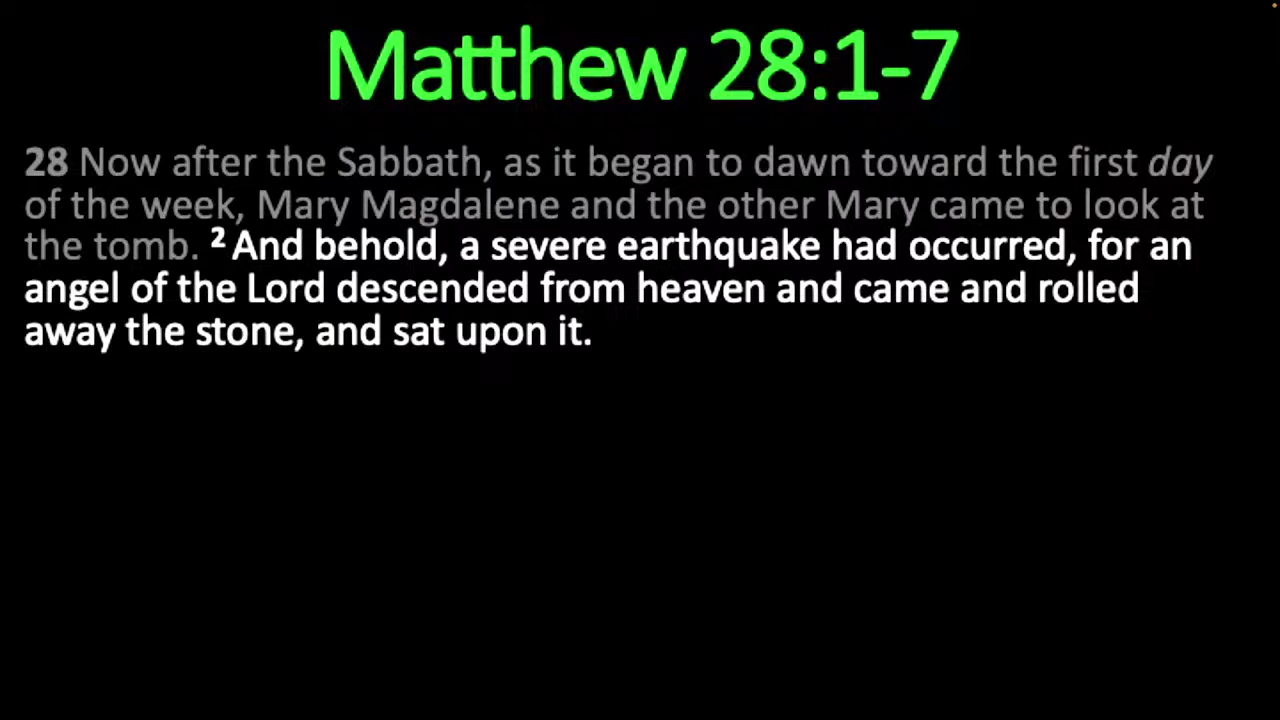 Matthew 28:1-7
28 Now after the Sabbath, as it began to dawn toward the first day
of the week, Mary Magdalene and the other Mary came to look at
the tomb. ² And behold, a severe earthquake had occurred, for an
angel of the Lord descended from heaven and came and rolled
away the stone, and sat upon it.